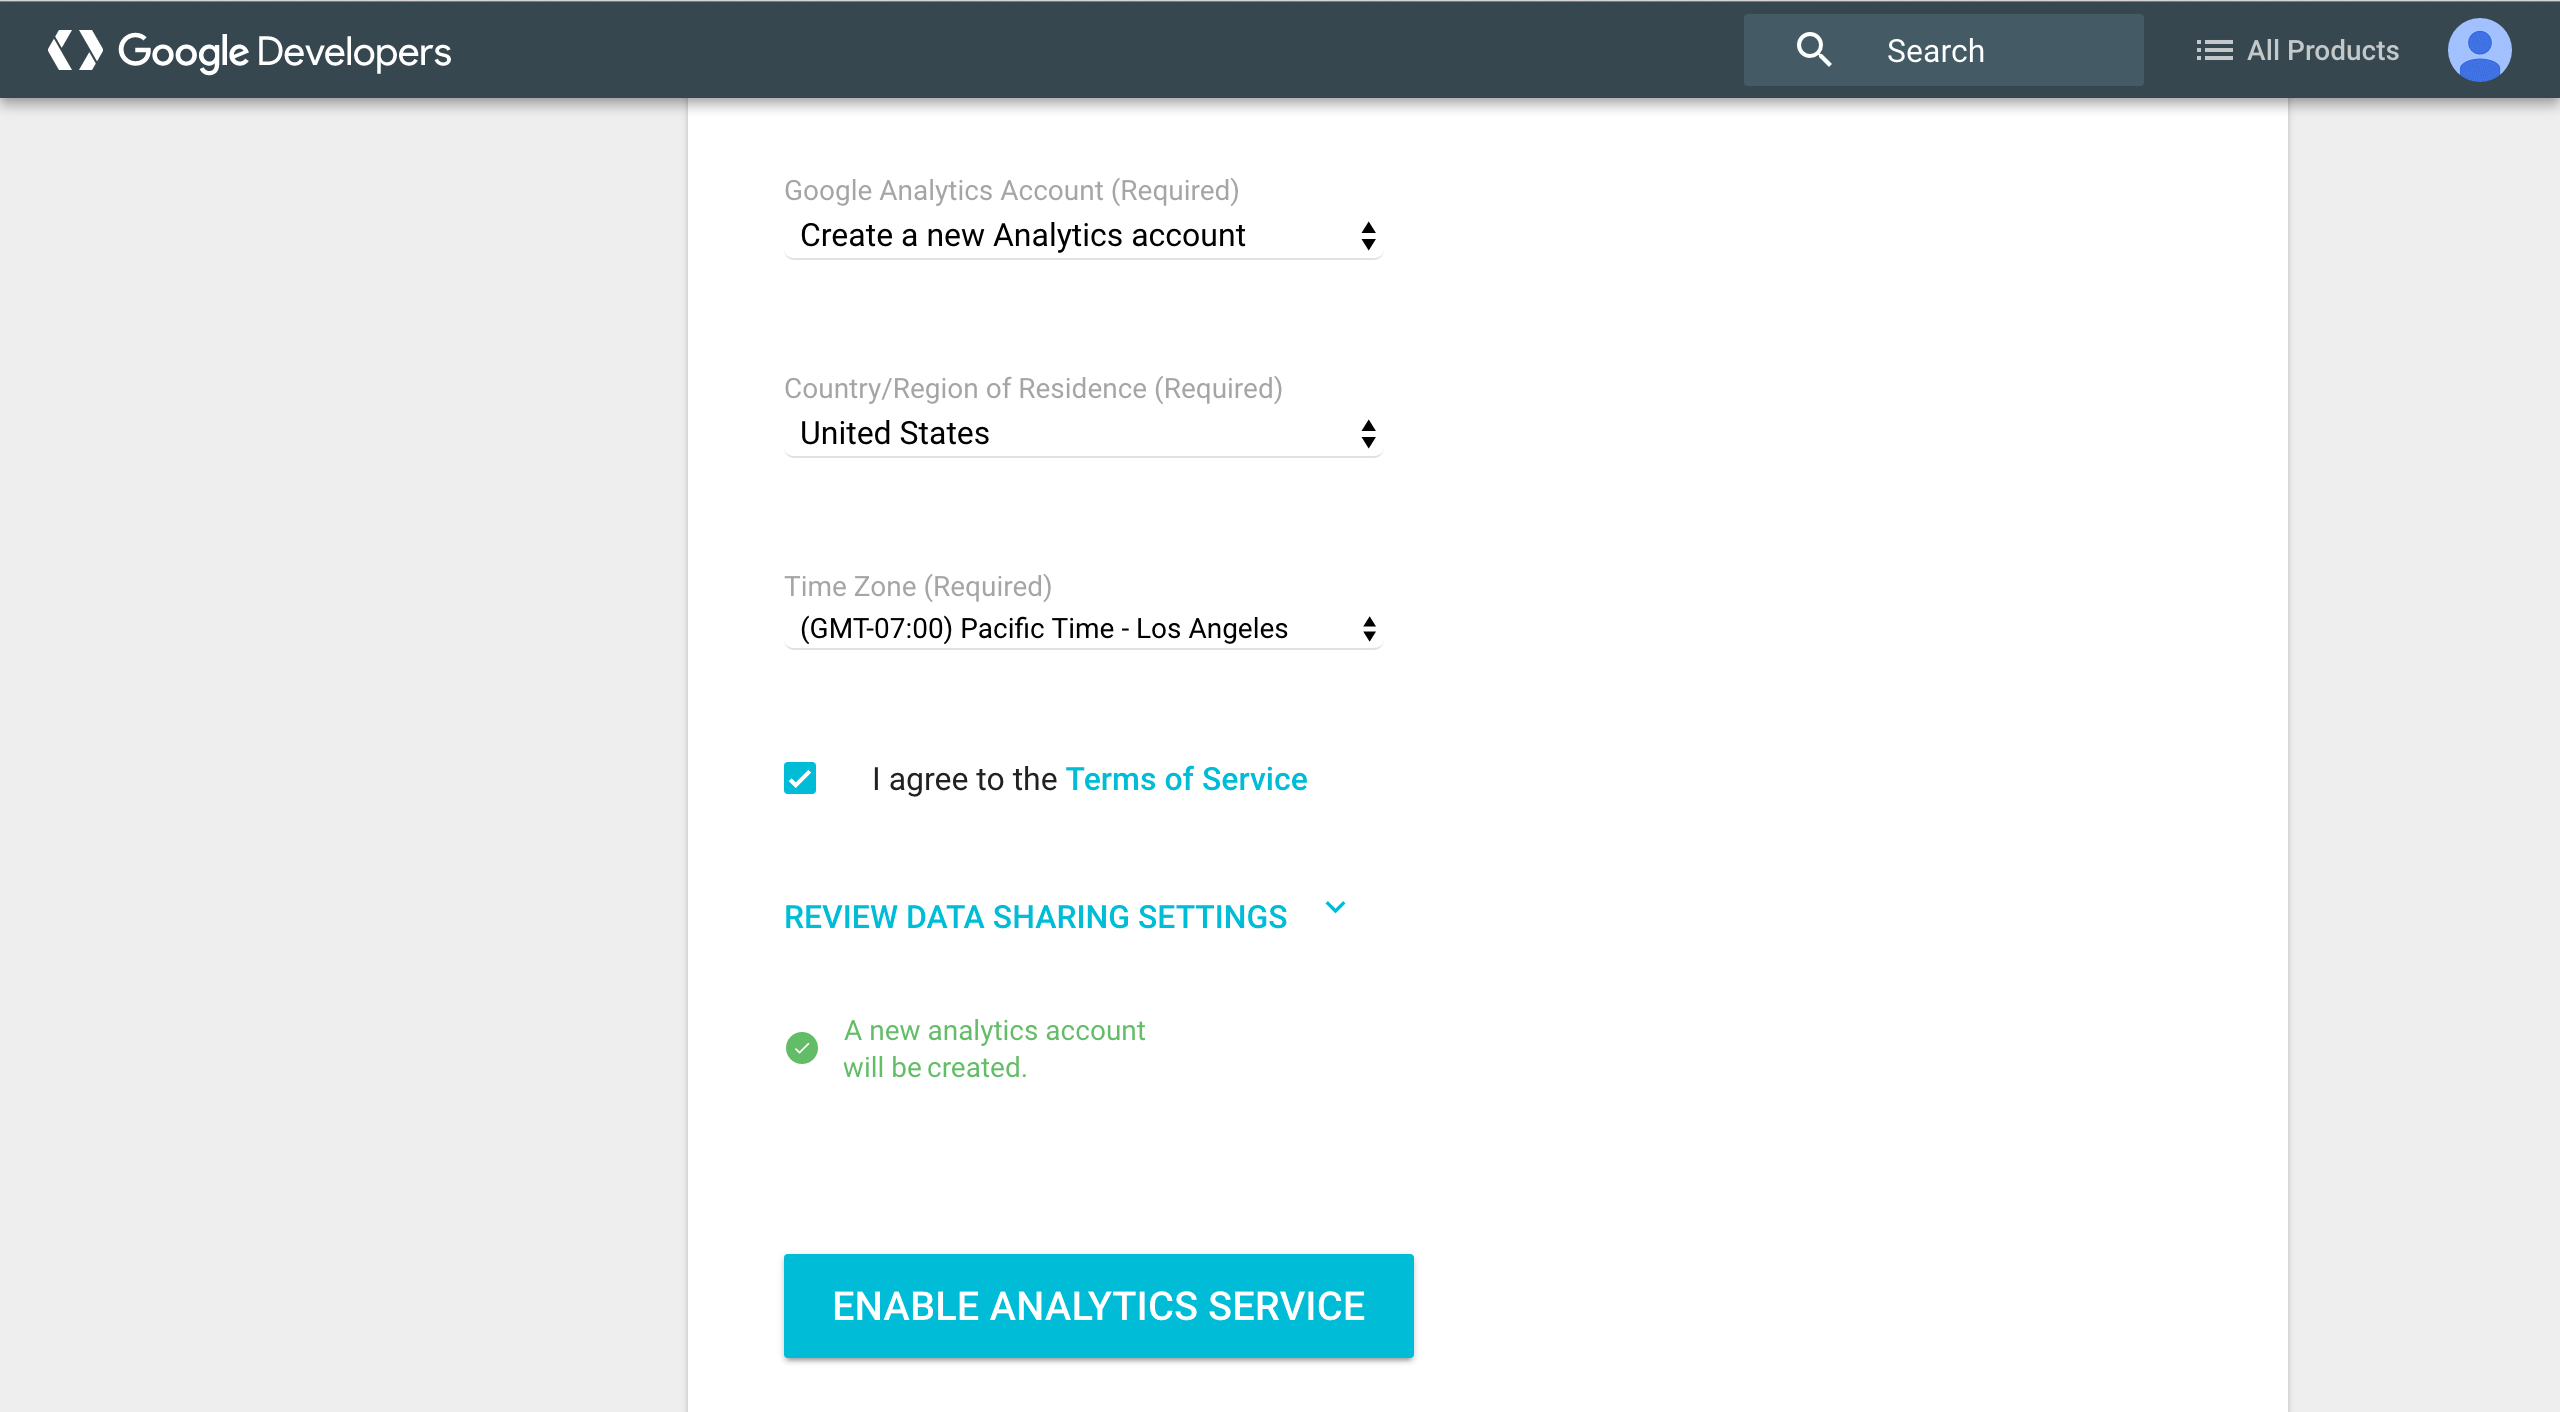 Google Developers
Search
All Products
Google Analytics Account (Required)
Create a new Analytics account
Country/Region of Residence (Required)
United States
Time Zone (Required)
(GMT-07:00) Pacific Time - Los Angeles
I agree to the Terms of Service
REVIEW DATA SHARING SETTINGS
A new analytics account
will be created.
ENABLE ANALYTICS SERVICE